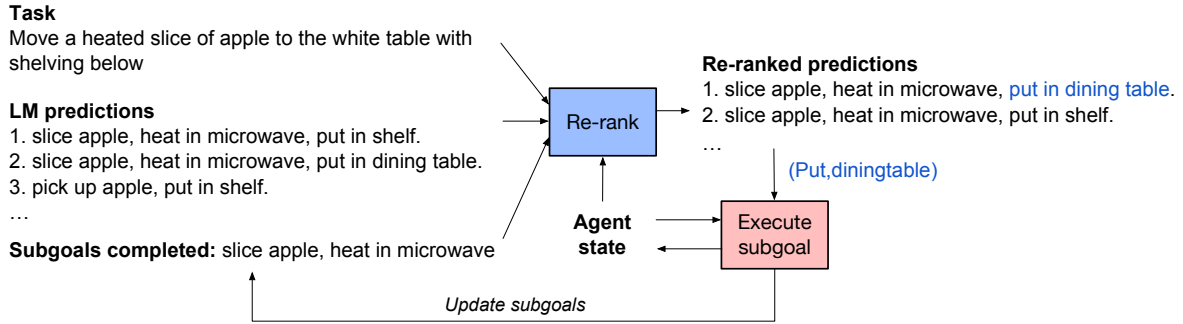 Task
Move a heated slice of apple to the white table with
shelving below
LM predictions
1. slice apple, heat in microwave, put in shelf.
2. slice apple, heat in microwave, put in dining table.
3. pick up apple, put in shelf.
…
Subgoals completed: slice apple, heat in microwave
Re-rank
Agent
state
Re-ranked predictions
1. slice apple, heat in microwave, put in dining table.
2. slice apple, heat in microwave, put in shelf.
…
(Put,diningtable)
Execute
subgoal
Update subgoals